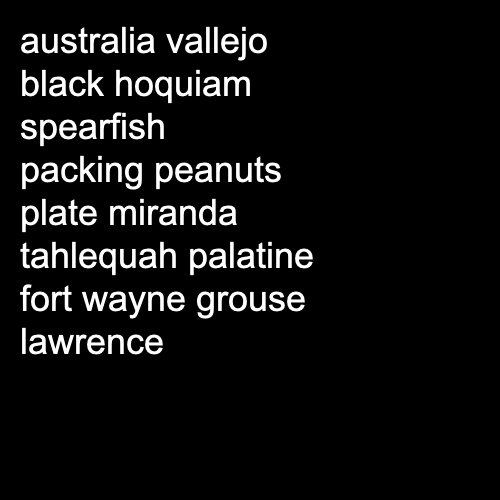 australia vallejo
black hoquiam
spearfish
packing peanuts
plate miranda
tahlequah palatine
fort wayne grouse
lawrence